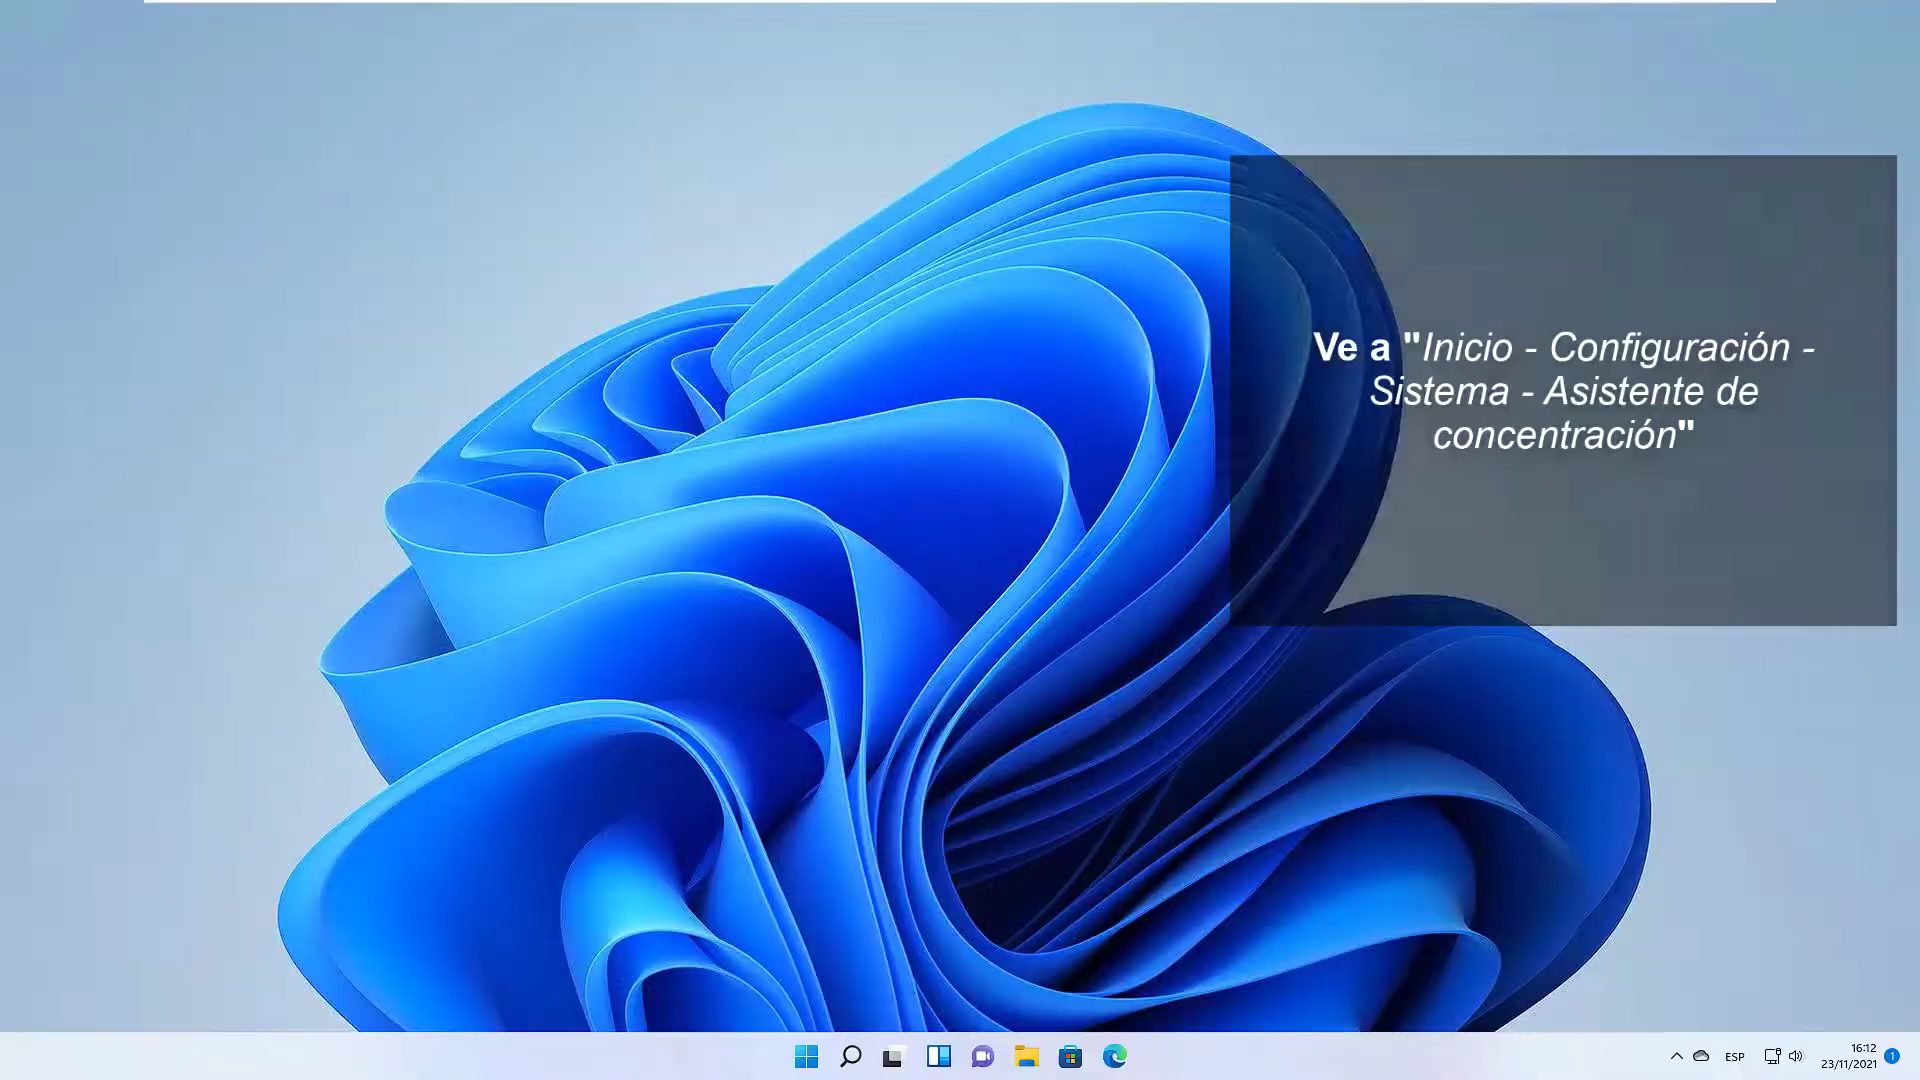 Ve a "Inicio - Configuración -
Sistema - Asistente de
concentración"
ESP
16:12
23/11/2021
1